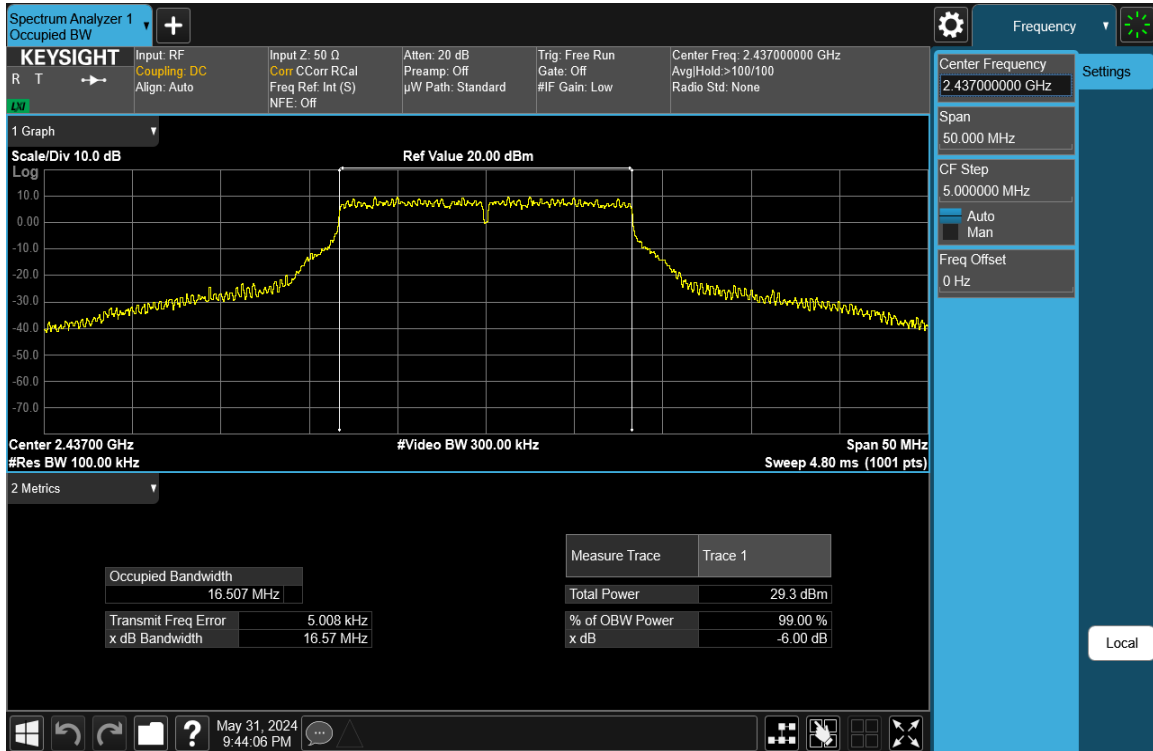 Spectrum Analyzer 1
Occupied BW
+
Frequency
KEYSIGHT
R T
LXI
Input: RF
Coupling: DC
Align: Auto
Input Z: 50 Ω
Corr CCorr RCal
Freq Ref: Int (S)
NFE: Off
Atten: 20 dB
Preamp: Off
µW Path: Standard
Trig: Free Run
Gate: Off
#IF Gain: Low
Center Freq: 2.437000000 GHz
Avg|Hold:>100/100
Radio Std: None
Center Frequency
2.437000000 GHz
Settings
Span
50.000 MHz
CF Step
5.000000 MHz
Auto
Man
Freq Offset
0 Hz
Local
1 Graph
Scale/Div 10.0 dB
Ref Value 20.00 dBm
Log
10.0
0.00
-10.0
-20.0
-30.0
-40.0
-50.0
-60.0
-70.0
Center 2.43700 GHz
#Video BW 300.00 kHz
Span 50 MHz
#Res BW 100.00 kHz
Sweep 4.80 ms (1001 pts)
2 Metrics
Measure Trace Trace 1
Occupied Bandwidth
16.507 MHz
Total Power 29.3 dBm
Transmit Freq Error 5.008 kHz
% of OBW Power 99.00 %
x dB Bandwidth 16.57 MHz
x dB -6.00 dB
?
May 31, 2024
9:44:06 PM